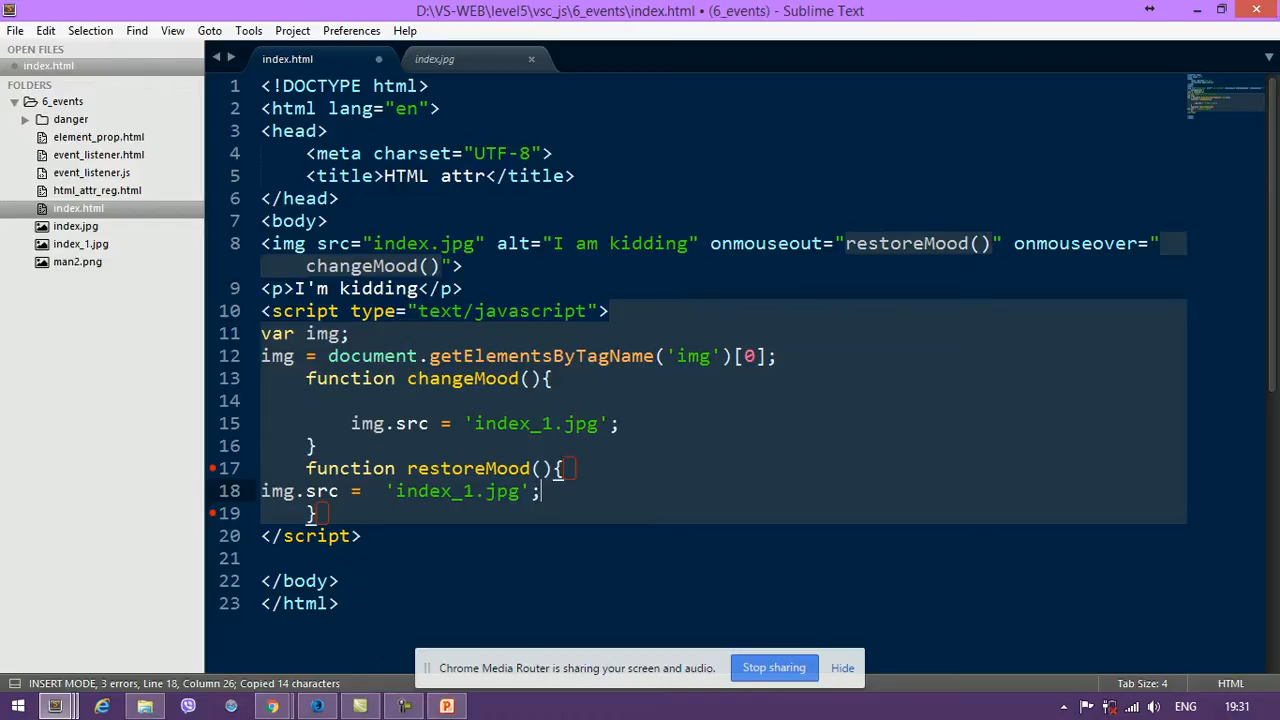 D:\VS-WEB\level5\vsc_js\6_events\index.html • (6_events) - Sublime Text
File Edit Selection Find View Goto Tools Project Preferences Help
OPEN FILES
index.html
FOLDERS
6_events
danger
element_prop.html
event_listener.html
event_listener.js
html_attr_reg.html
index.html
index.jpg
index_1.jpg
man2.png
index.html
index.jpg
1 <!DOCTYPE html>
2 <html lang="en">
3 <head>
4 <meta charset="UTF-8">
5 <title>HTML attr</title>
6 </head>
7 <body>
8 <img src="index.jpg" alt="I am kidding" onmouseout="restoreMood()" onmouseover="
changeMood()">
9 <p>I'm kidding</p>
10 <script type="text/javascript">
11 var img;
12 img = document.getElementsByTagName('img')[0];
13 function changeMood(){
14
15 img.src = 'index_1.jpg';
16 }
17 function restoreMood(){
18 img.src = 'index_1.jpg';
19 }
20 </script>
21
22 </body>
23 </html>
Chrome Media Router is sharing your screen and audio. Stop sharing Hide
INSERT MODE, 3 errors, Line 18, Column 26; Copied 14 characters Tab Size: 4 HTML
ENG 19:31